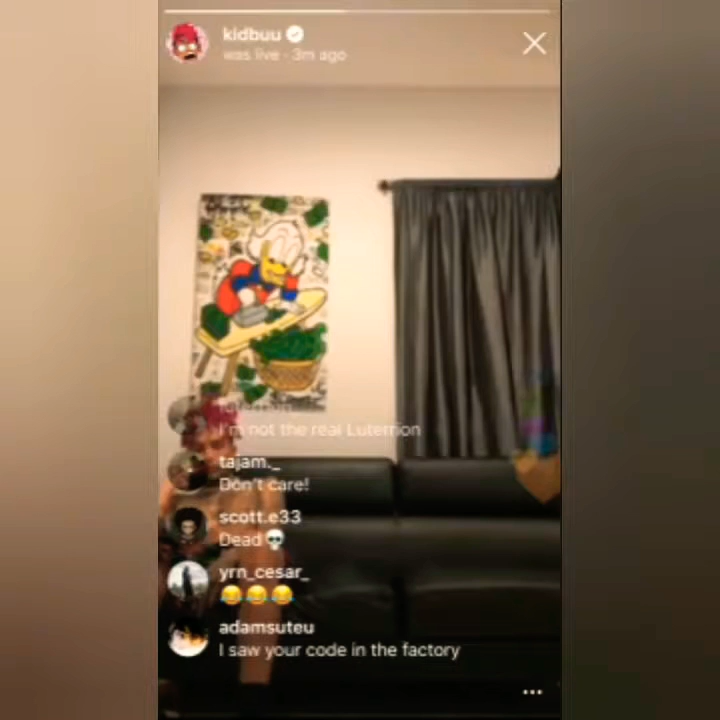 kidbuu
was live · 3m ago
I'm not the real Luterrion
tajam._
Don't care!
scott.e33
Dead💀
yrn_cesar_
😂😂😂
adamsuteu
I saw your code in the factory